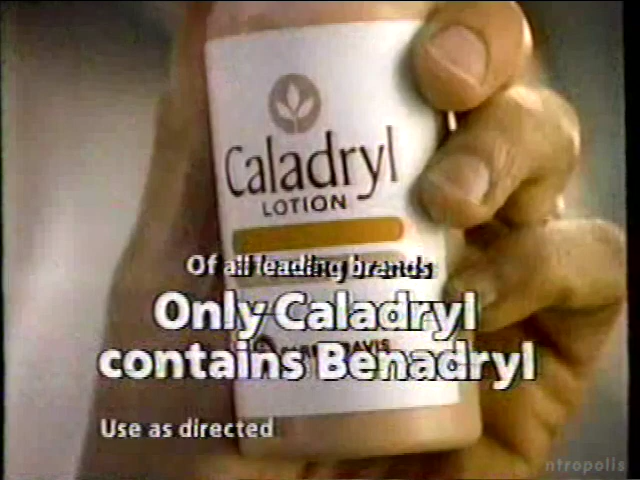 Caladryl
LOTION
Of all leading brands
Only Caladryl
contains Benadryl
Use as directed
ntropolis